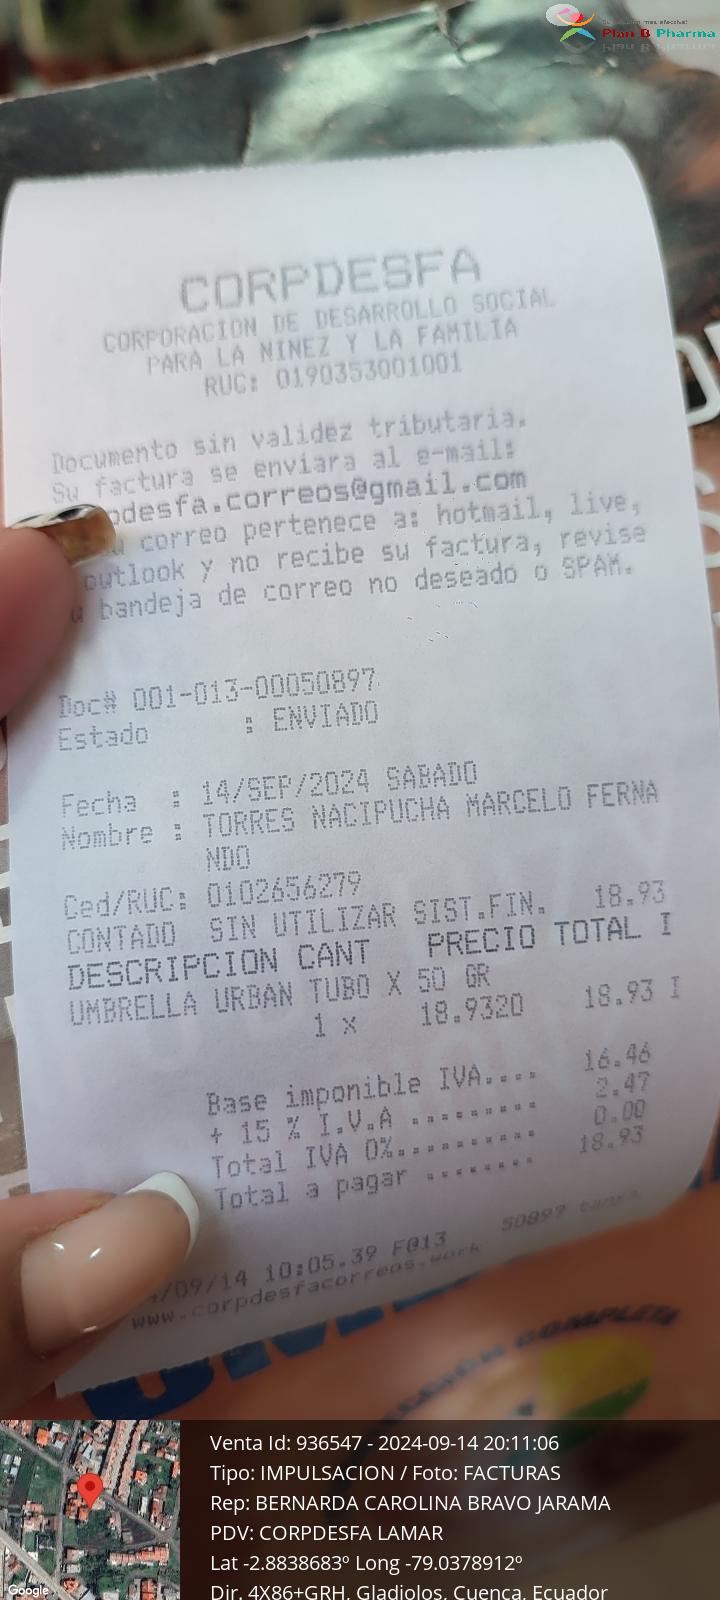 Plan B Pharma
CORPDESFA
CORPORACION DE DESARROLLO SOCIAL
PARA LA NINEZ Y LA FAMILIA
RUC: 0190353001001
Documento sin validez tributaria.
Su factura se enviara al e-mail:
pdesfa.correos@gmail.com
correo pertenece a: hotmail, live,
outlook y no recibe su factura, revise
u bandeja de correo no deseado o SPAM.
Doc# 001-013-00050897
Estado : ENVIADO
Fecha : 14/SEP/2024 SABADO
Nombre : TORRES NACIPUCHA MARCELO FERNA
NDO
Ced/RUC: 0102656279
CONTADO SIN UTILIZAR SIST.FIN. 18.93
DESCRIPCION CANT PRECIO TOTAL I
UMBRELLA URBAN TUBO X 50 GR
1 x 18.9320 18.93 I
Base imponible IVA.... 16.46
+ 15 % I.V.A ......... 2.47
Total IVA 0%.......... 0.00
Total a pagar ........ 18.93
/09/14 10:05.39 F013 50897
www.corpdesfacorreos.work
COMPLETA
Google
Venta Id: 936547 - 2024-09-14 20:11:06
Tipo: IMPULSACION / Foto: FACTURAS
Rep: BERNARDA CAROLINA BRAVO JARAMA
PDV: CORPDESFA LAMAR
Lat -2.8838683º Long -79.0378912º
Dir. 4X86+GRH, Gladiolos, Cuenca, Ecuador